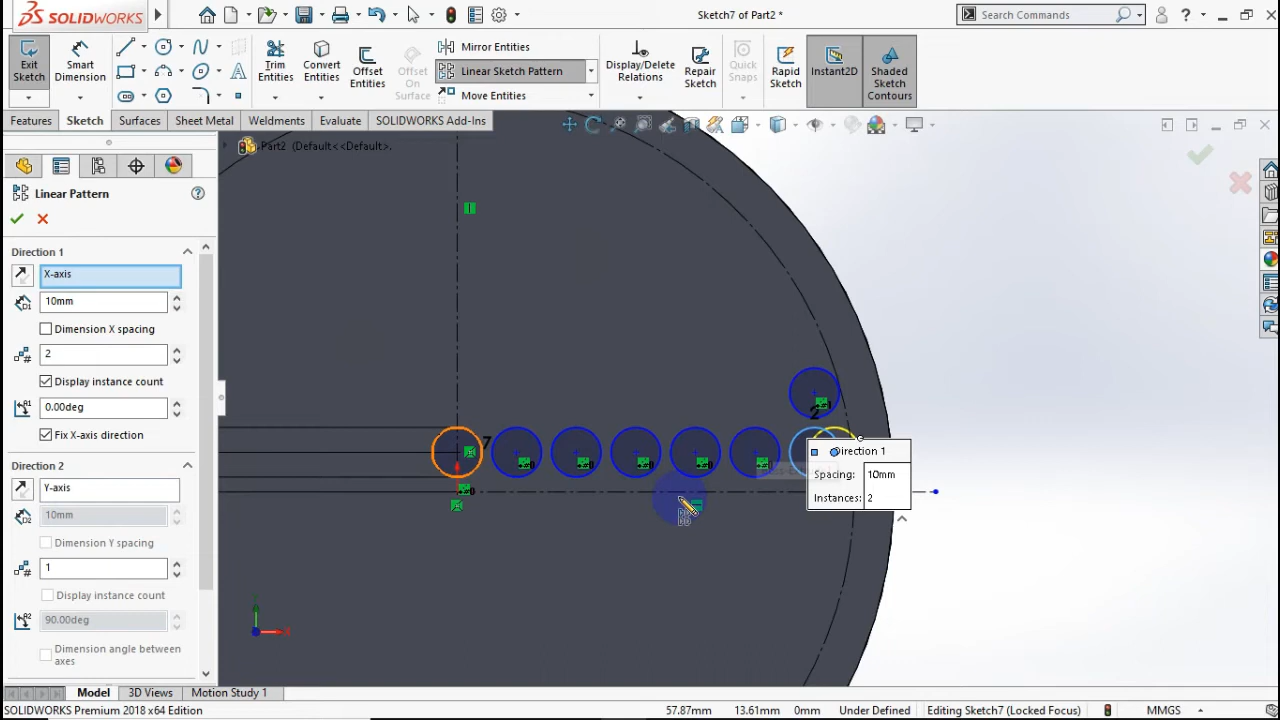 SOLIDWORKS
Sketch7 of Part2 *
Search Commands
?
Exit Sketch
Smart Dimension
Trim Entities
Convert Entities
Offset Entities
Offset On Surface
Mirror Entities
Linear Sketch Pattern
Move Entities
Display/Delete Relations
Repair Sketch
Quick Snaps
Rapid Sketch
Instant2D
Shaded Sketch Contours
Features
Sketch
Surfaces
Sheet Metal
Weldments
Evaluate
SOLIDWORKS Add-Ins
Part2 (Default<<Default>.
Linear Pattern
Direction 1
X-axis
10mm
Dimension X spacing
2
Display instance count
0.00deg
Fix X-axis direction
Direction 2
Y-axis
10mm
Dimension Y spacing
1
Display instance count
90.00deg
Dimension angle between axes
7
2
Direction 1
Spacing: 10mm
Instances: 2
Model
3D Views
Motion Study 1
SOLIDWORKS Premium 2018 x64 Edition
57.87mm
13.61mm
0mm
Under Defined
Editing Sketch7 (Locked Focus)
MMGS